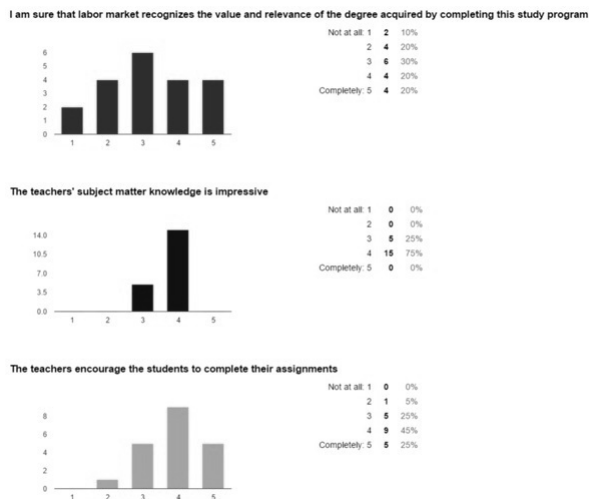 I am sure that labor market recognizes the value and relevance of the degree acquired by completing this study program
Not at all: 1 2 10%
2 4 20%
3 6 30%
4 4 20%
Completely: 5 4 20%
6
5
4
3
2
1
0
1 2 3 4 5
The teachers' subject matter knowledge is impressive
Not at all: 1 0 0%
2 0 0%
3 5 25%
4 15 75%
Completely: 5 0 0%
14.0
10.5
7.0
3.5
0.0
1 2 3 4 5
The teachers encourage the students to complete their assignments
Not at all: 1 0 0%
2 1 5%
3 5 25%
4 9 45%
Completely: 5 5 25%
8
6
4
2
0
1 2 3 4 5